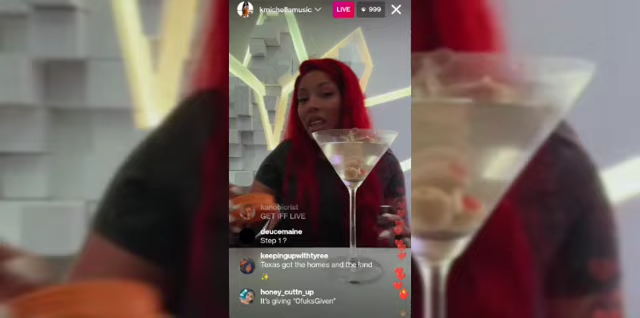 kmichellemusic
LIVE
999
kanobiorist
GET IFF LIVE
deucemaine
Step 1 ?
keepingupwithtyree
Texas got the homes and the land
✨
honey_cuttn_up
It's giving "0fuksGiven"